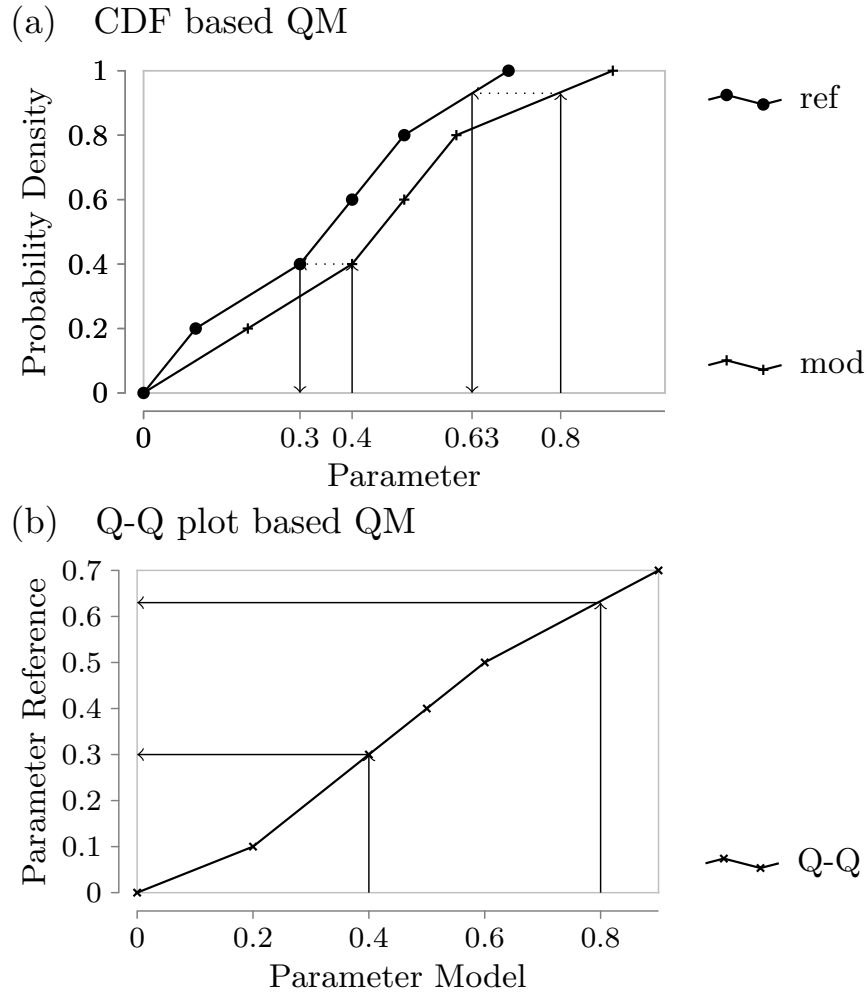 (a) CDF based QM
1
0.8
0.6
0.4
0.2
0
Probability Density
0 0.3 0.4 0.63 0.8
Parameter
ref
mod
(b) Q-Q plot based QM
0.7
0.6
0.5
0.4
0.3
0.2
0.1
0
Parameter Reference
0 0.2 0.4 0.6 0.8
Parameter Model
Q-Q